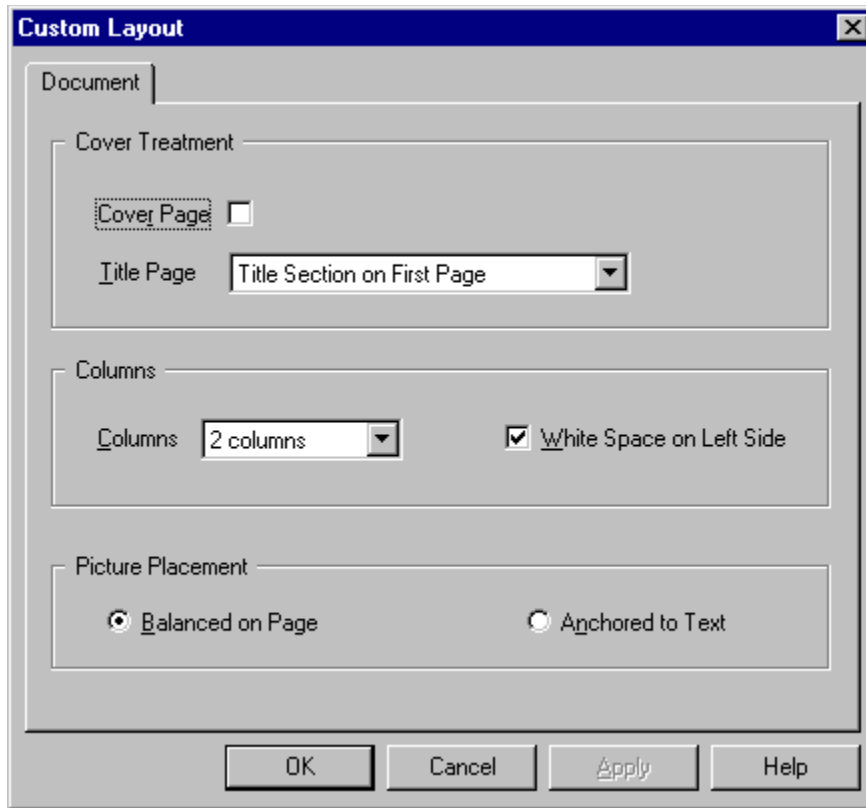 Custom Layout
Document
Cover Treatment
Cover Page
Title Page Title Section on First Page
Columns
Columns 2 columns White Space on Left Side
Picture Placement
Balanced on Page Anchored to Text
OK Cancel Apply Help